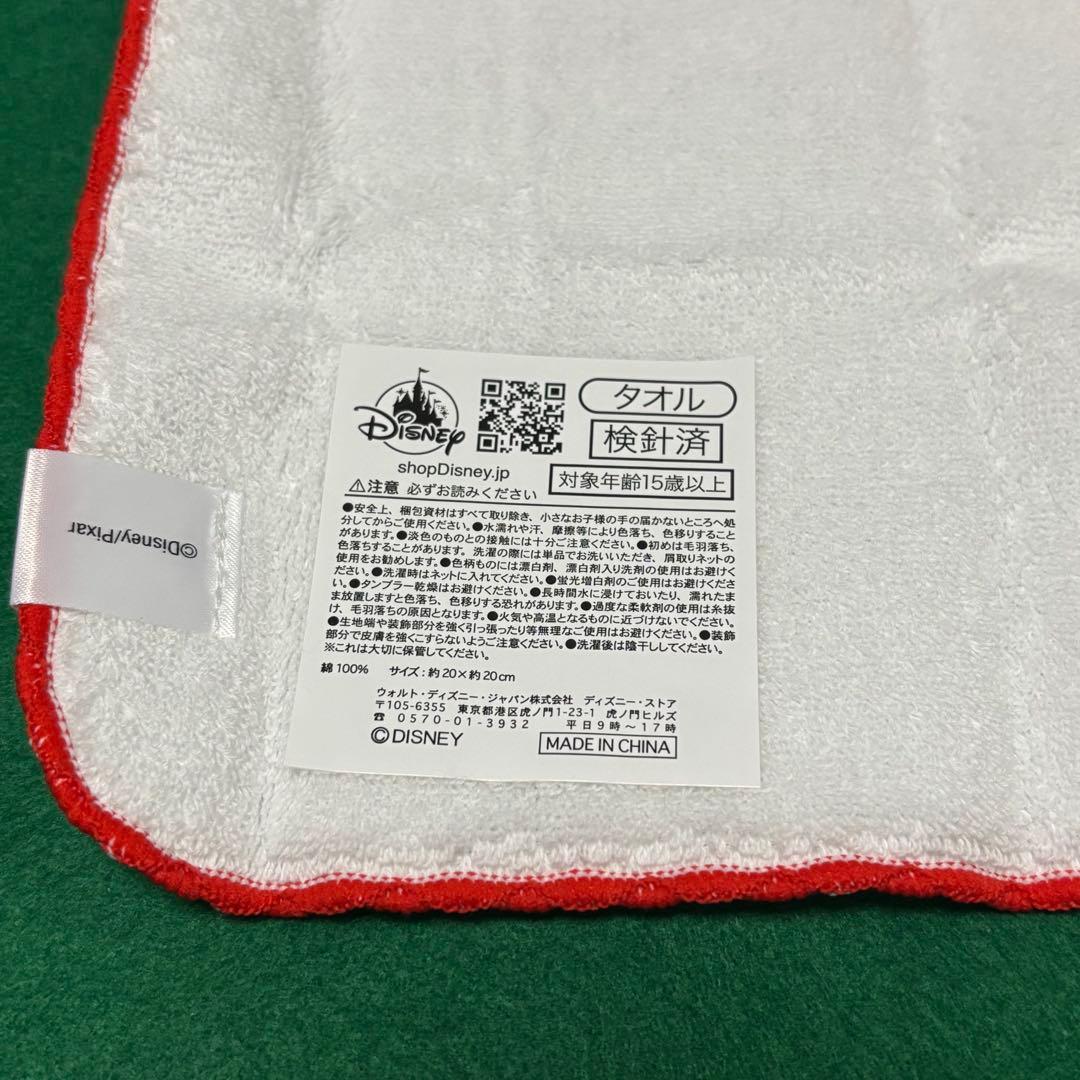 DISNEY
shopDisney.jp
タオル
検針済
対象年齢15歳以上
⚠注意 必ずお読みください
●安全上、梱包資材はすべて取り除き、小さなお子様の手の届かないところへ処
分してからご使用ください。●水濡れや汗、摩擦等により色落ち、色移りすること
があります。●淡色のものとの接触には十分ご注意ください。●初めは毛羽落ち、
色落ちすることがあります。洗濯の際には単品でお洗いいただき、屑取りネットの
使用をお勧めします。●色柄ものには漂白剤、漂白剤入り洗剤の使用はお避けく
ださい。●洗濯時はネットに入れてください。●蛍光増白剤のご使用はお避けくださ
い。●タンブラー乾燥はお避けください。●長時間水に浸けておいたり、濡れたま
ま放置しますと色落ち、色移りする恐れがあります。●過度な柔軟剤の使用は糸抜
け、毛羽落ちの原因となります。●火気や高温となるものに近づけないでください。
●生地端や装飾部分を強く引っ張ったり等無理なご使用はお避けください。●装飾
部分で皮膚を強くこすらないようご注意ください。●洗濯後は陰干ししてください。
※これは大切に保管してください。
綿100% サイズ:約20×約20cm
ウォルト・ディズニー・ジャパン株式会社 ディズニー・ストア
〒105-6355 東京都港区虎ノ門1-23-1 虎ノ門ヒルズ
☎ 0570-01-3932 平日9時～17時
©DISNEY
MADE IN CHINA
©Disney/Pixar